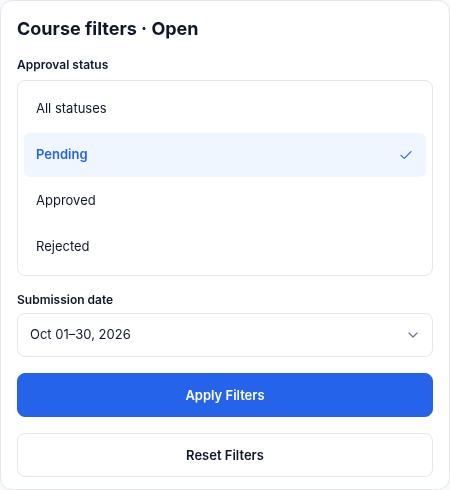 Course filters · Open
Approval status
All statuses
Pending
Approved
Rejected
Submission date
Oct 01–30, 2026
Apply Filters
Reset Filters